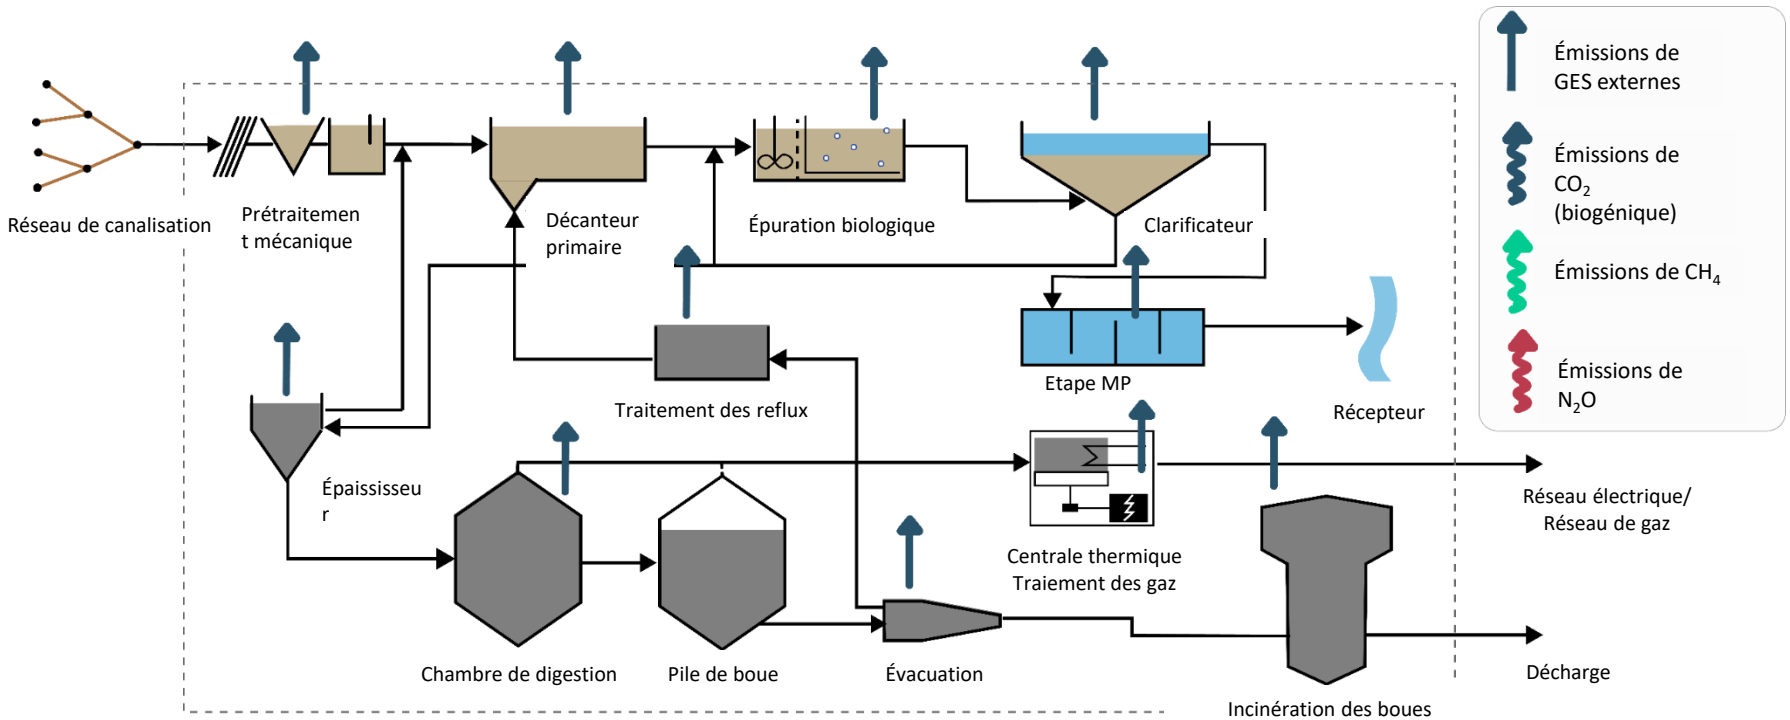 Émissions de
GES externes
Émissions de
CO₂
(biogénique)
Émissions de CH₄
Émissions de
N₂O
Réseau de canalisation
Prétraitemen
t mécanique
Décanteur
primaire
Épuration biologique
Clarificateur
Etape MP
Récepteur
Traitement des reflux
Épaississeu
r
Réseau électrique/
Réseau de gaz
Centrale thermique
Traiement des gaz
Chambre de digestion
Pile de boue
Évacuation
Décharge
Incinération des boues